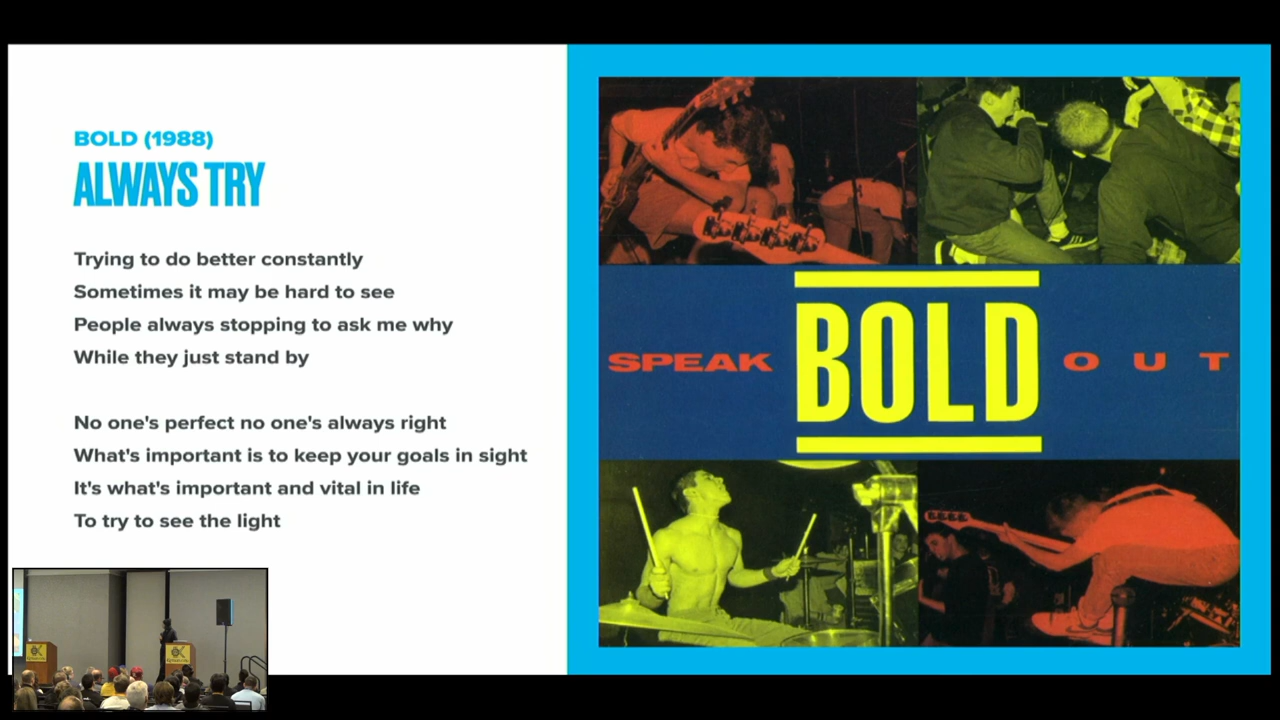 BOLD (1988)
ALWAYS TRY
Trying to do better constantly
Sometimes it may be hard to see
People always stopping to ask me why
While they just stand by
No one's perfect no one's always right
What's important is to keep your goals in sight
It's what's important and vital in life
To try to see the light
SPEAK BOLD OUT